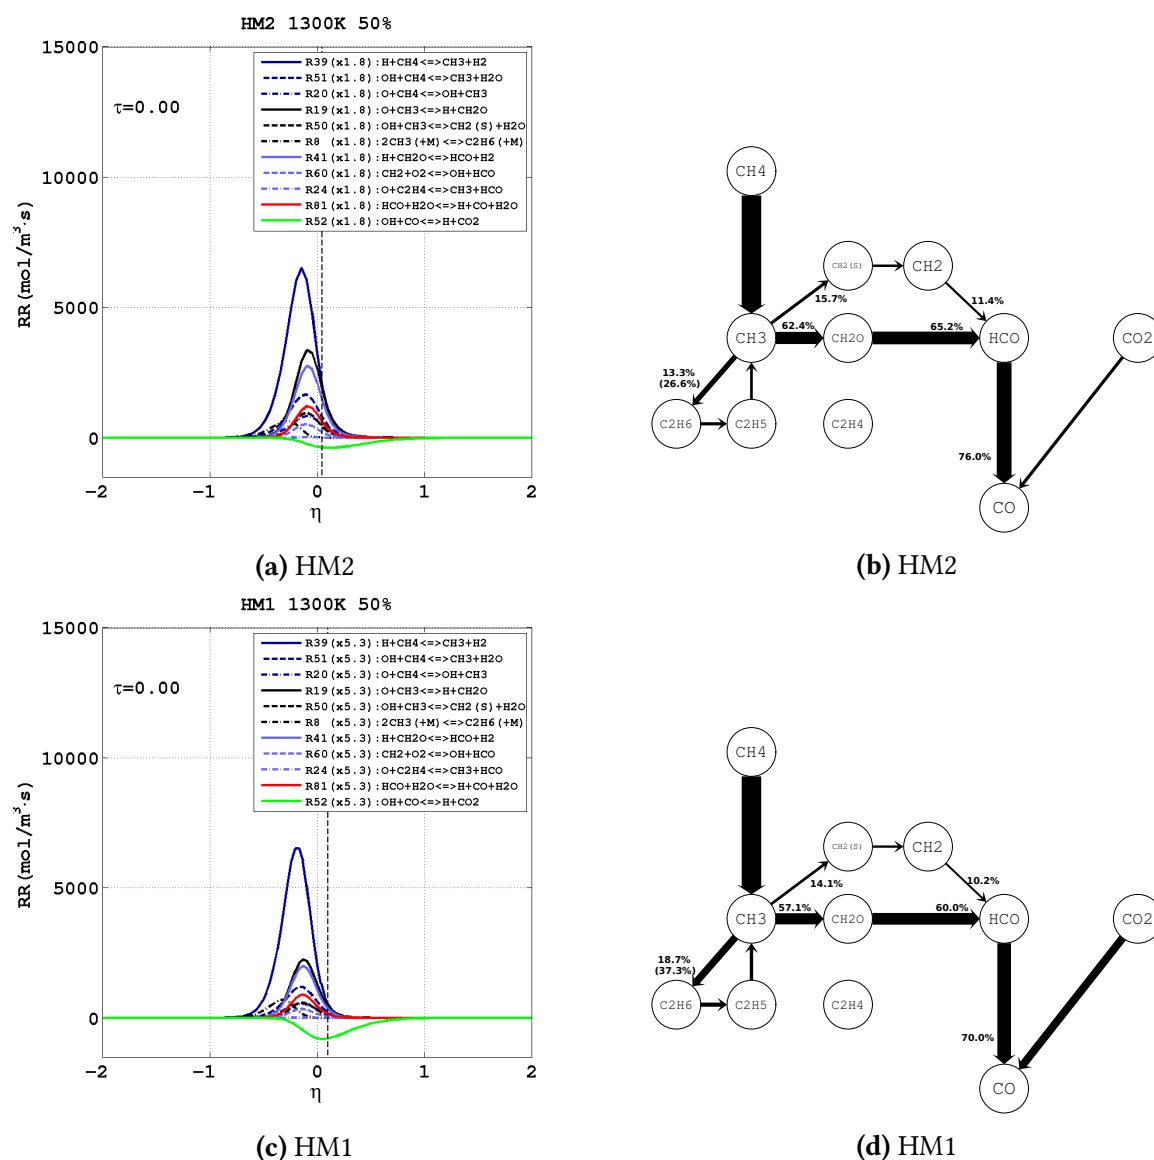 HM2 1300K 50%
15000
10000
5000
0
RR(mol/m³·s)
τ=0.00
R39(x1.8):H+CH4<=>CH3+H2
R51(x1.8):OH+CH4<=>CH3+H2O
R20(x1.8):O+CH4<=>OH+CH3
R19(x1.8):O+CH3<=>H+CH2O
R50(x1.8):OH+CH3<=>CH2(S)+H2O
R8 (x1.8):2CH3(+M)<=>C2H6(+M)
R41(x1.8):H+CH2O<=>HCO+H2
R60(x1.8):CH2+O2<=>OH+HCO
R24(x1.8):O+C2H4<=>CH3+HCO
R81(x1.8):HCO+H2O<=>H+CO+H2O
R52(x1.8):OH+CO<=>H+CO2
−2 −1 0 1 2
η
(a) HM2
CH4
CH2(S) CH2
15.7% 11.4%
62.4% 65.2%
CH3 CH2O HCO CO2
13.3%
(26.6%)
C2H6 C2H5 C2H4
76.0%
CO
(b) HM2
HM1 1300K 50%
15000
10000
5000
0
RR(mol/m³·s)
τ=0.00
R39(x5.3):H+CH4<=>CH3+H2
R51(x5.3):OH+CH4<=>CH3+H2O
R20(x5.3):O+CH4<=>OH+CH3
R19(x5.3):O+CH3<=>H+CH2O
R50(x5.3):OH+CH3<=>CH2(S)+H2O
R8 (x5.3):2CH3(+M)<=>C2H6(+M)
R41(x5.3):H+CH2O<=>HCO+H2
R60(x5.3):CH2+O2<=>OH+HCO
R24(x5.3):O+C2H4<=>CH3+HCO
R81(x5.3):HCO+H2O<=>H+CO+H2O
R52(x5.3):OH+CO<=>H+CO2
−2 −1 0 1 2
η
(c) HM1
CH4
CH2(S) CH2
14.1% 10.2%
57.1% 60.0%
CH3 CH2O HCO CO2
18.7%
(37.3%)
C2H6 C2H5 C2H4
70.0%
CO
(d) HM1